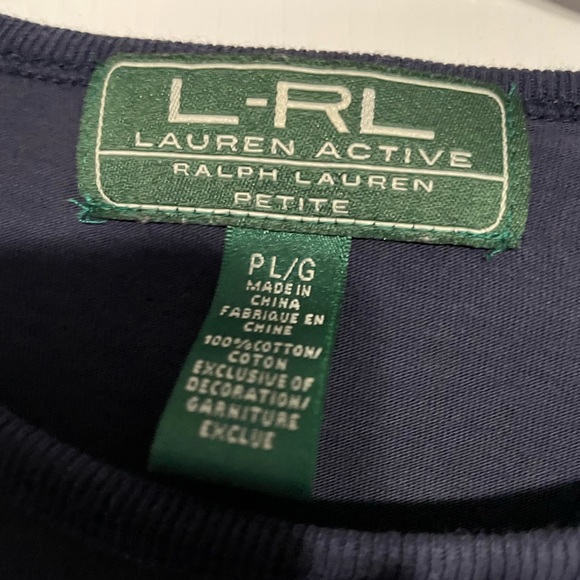 L-RL
LAUREN ACTIVE
RALPH LAUREN
PETITE
PL/G
MADE IN
CHINA
FABRIQUE EN
CHINE
100% COTTON/
COTON
EXCLUSIVE OF
DECORATION/
GARNITURE
EXCLUE